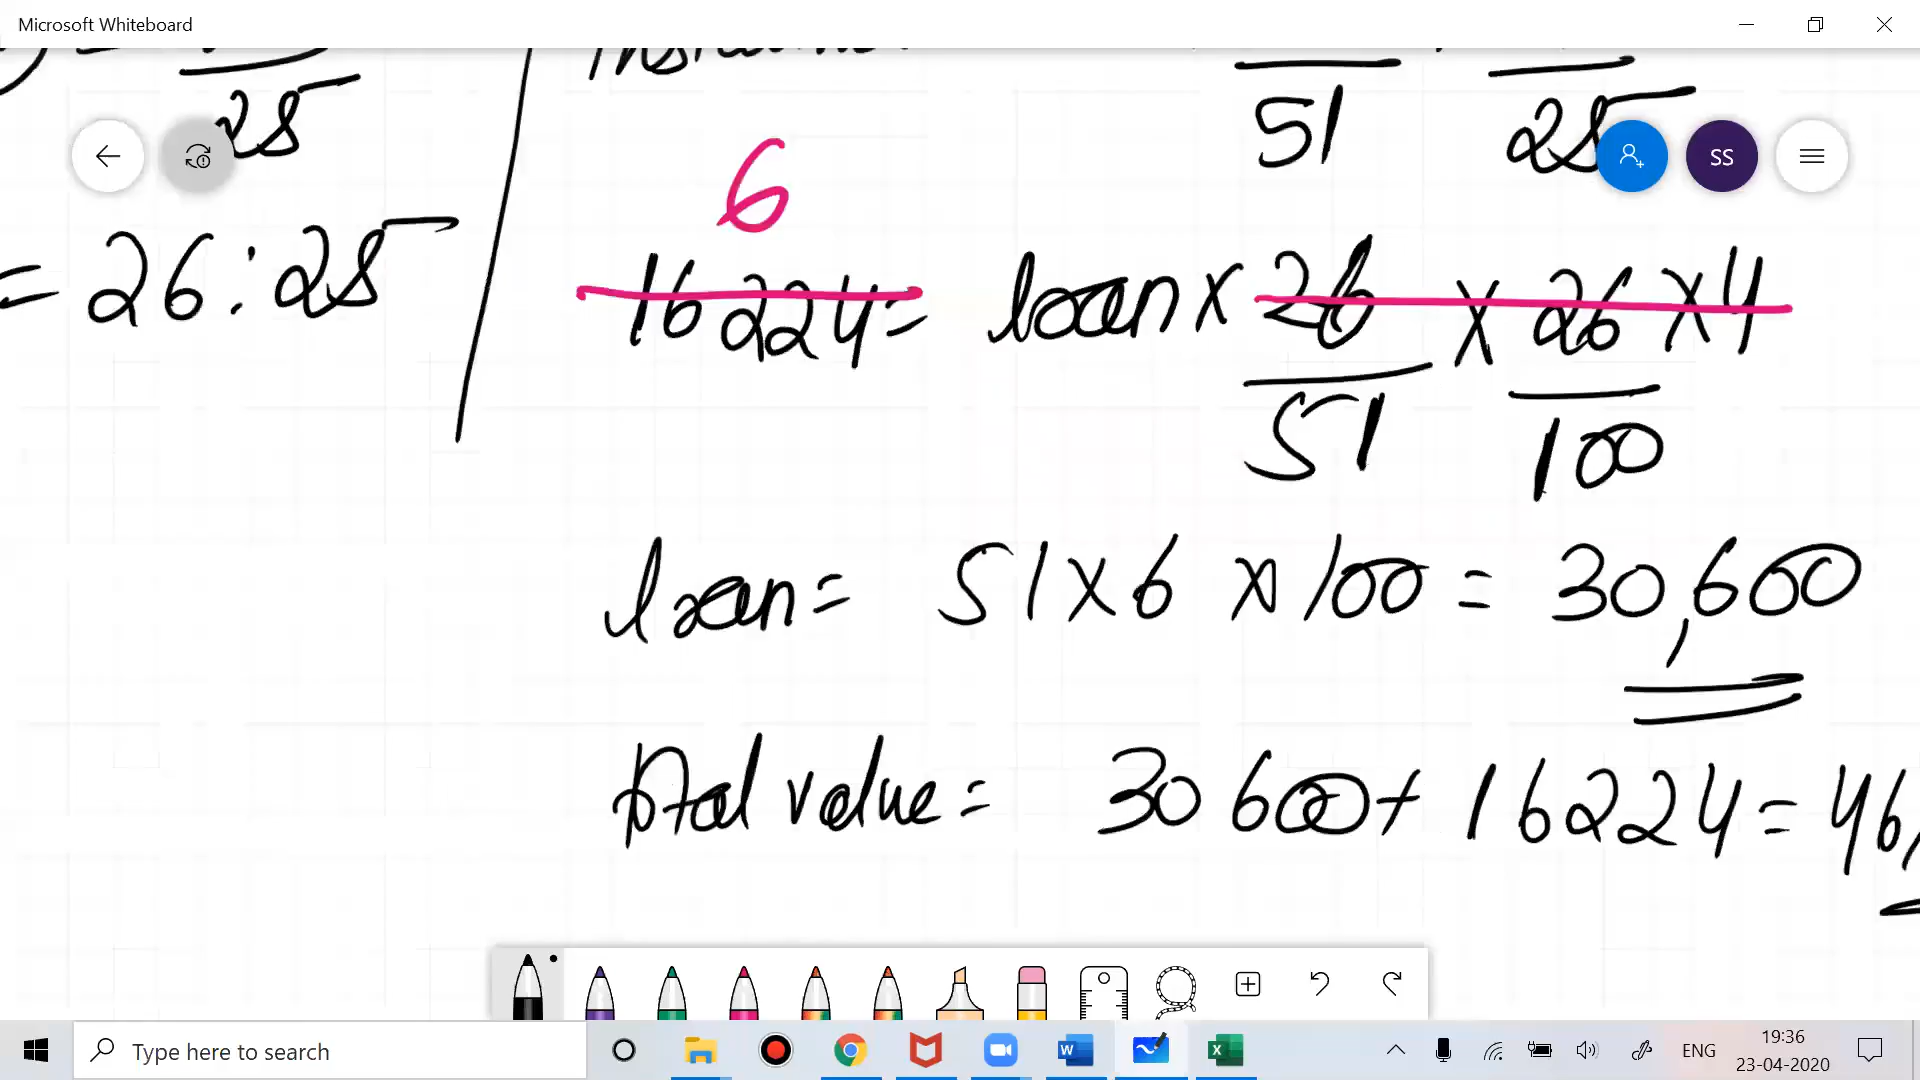 Microsoft Whiteboard
25
51
25
SS
= 26:25
6
16224 = loan x 26 x 26 x 4
51 100
loan = 51 x 6 x 100 = 30,600
total value = 30600 + 16224 = 46,
Type here to search
ENG
19:36
23-04-2020